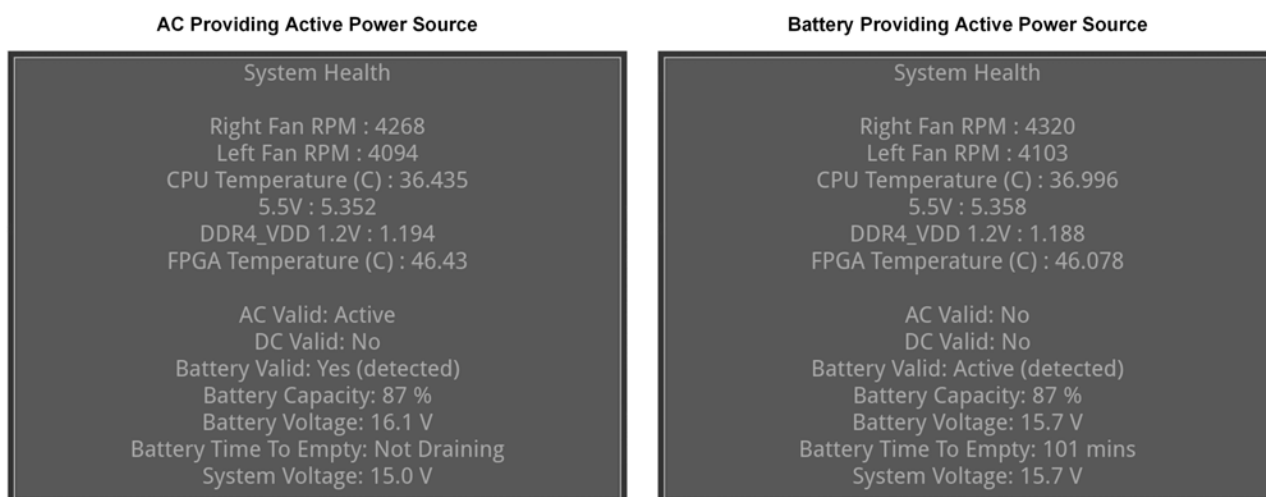 AC Providing Active Power Source
System Health
Right Fan RPM : 4268
Left Fan RPM : 4094
CPU Temperature (C) : 36.435
5.5V : 5.352
DDR4_VDD 1.2V : 1.194
FPGA Temperature (C) : 46.43
AC Valid: Active
DC Valid: No
Battery Valid: Yes (detected)
Battery Capacity: 87 %
Battery Voltage: 16.1 V
Battery Time To Empty: Not Draining
System Voltage: 15.0 V
Battery Providing Active Power Source
System Health
Right Fan RPM : 4320
Left Fan RPM : 4103
CPU Temperature (C) : 36.996
5.5V : 5.358
DDR4_VDD 1.2V : 1.188
FPGA Temperature (C) : 46.078
AC Valid: No
DC Valid: No
Battery Valid: Active (detected)
Battery Capacity: 87 %
Battery Voltage: 15.7 V
Battery Time To Empty: 101 mins
System Voltage: 15.7 V